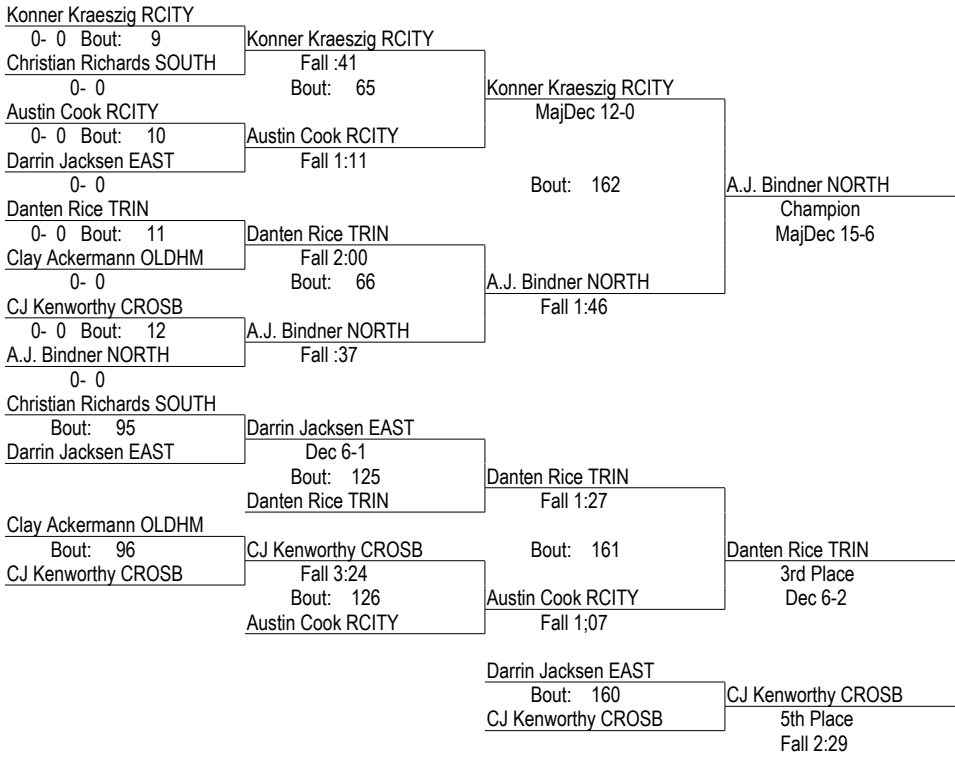 Konner Kraeszig RCITY
0- 0 Bout: 9
Christian Richards SOUTH
0- 0
Austin Cook RCITY
0- 0 Bout: 10
Darrin Jacksen EAST
0- 0
Danten Rice TRIN
0- 0 Bout: 11
Clay Ackermann OLDHM
0- 0
CJ Kenworthy CROSB
0- 0 Bout: 12
A.J. Bindner NORTH
0- 0
Konner Kraeszig RCITY
Fall :41
Bout: 65
Austin Cook RCITY
Fall 1:11
Danten Rice TRIN
Fall 2:00
Bout: 66
A.J. Bindner NORTH
Fall :37
Konner Kraeszig RCITY
MajDec 12-0
Bout: 162
A.J. Bindner NORTH
Fall 1:46
A.J. Bindner NORTH
Champion
MajDec 15-6
Christian Richards SOUTH
Bout: 95
Darrin Jacksen EAST
Clay Ackermann OLDHM
Bout: 96
CJ Kenworthy CROSB
Darrin Jacksen EAST
Dec 6-1
Bout: 125
Danten Rice TRIN
CJ Kenworthy CROSB
Fall 3:24
Bout: 126
Austin Cook RCITY
Danten Rice TRIN
Fall 1:27
Bout: 161
Austin Cook RCITY
Fall 1;07
Danten Rice TRIN
3rd Place
Dec 6-2
Darrin Jacksen EAST
Bout: 160
CJ Kenworthy CROSB
CJ Kenworthy CROSB
5th Place
Fall 2:29